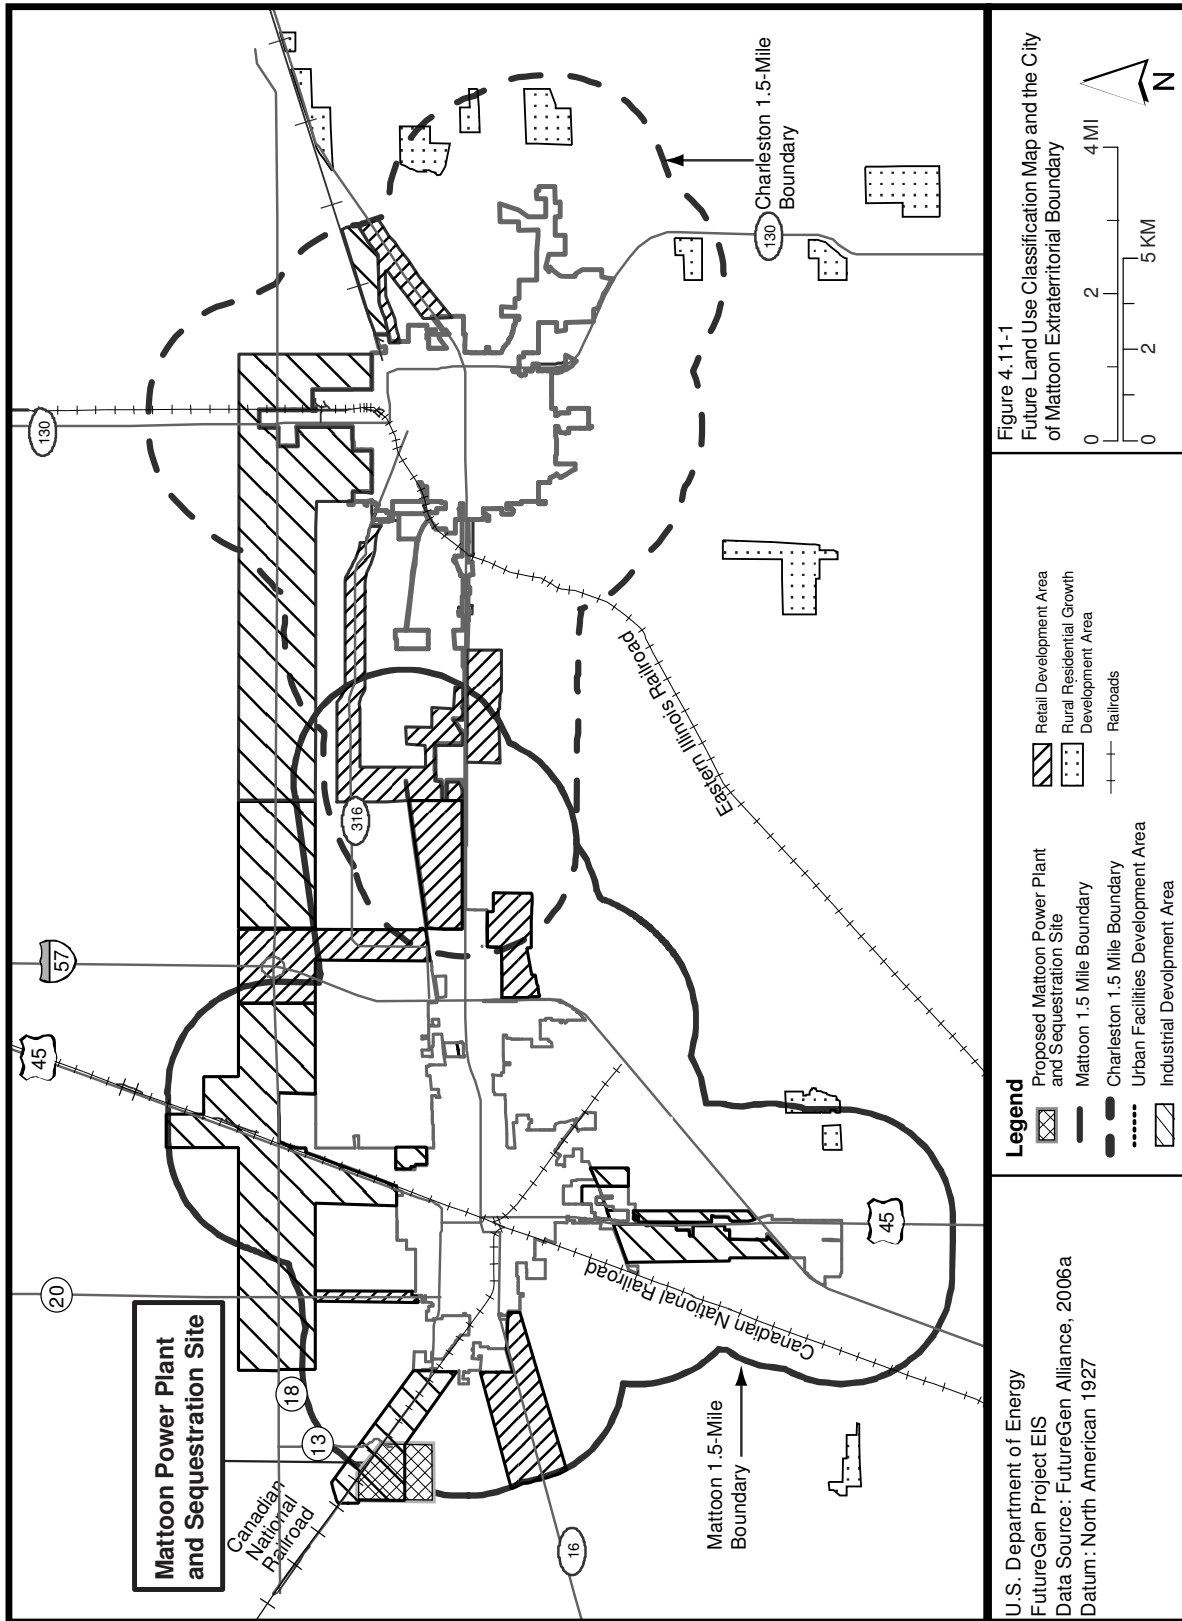 Mattoon Power Plant
and Sequestration Site
Canadian
National
Railroad
18
13
20
45
57
130
316
16
Mattoon 1.5-Mile
Boundary
Canadian National Railroad
45
Eastern Illinois Railroad
Charleston 1.5-Mile
Boundary
130
U.S. Department of Energy
FutureGen Project EIS
Data Source: FutureGen Alliance, 2006a
Datum: North American 1927
Legend
Proposed Mattoon Power Plant
and Sequestration Site
Mattoon 1.5 Mile Boundary
Charleston 1.5 Mile Boundary
Urban Facilities Development Area
Industrial Devolpment Area
Retail Development Area
Rural Residential Growth
Development Area
Railroads
Figure 4.11-1
Future Land Use Classification Map and the City
of Mattoon Extraterritorial Boundary
0 2 4 MI
0 2 5 KM
N